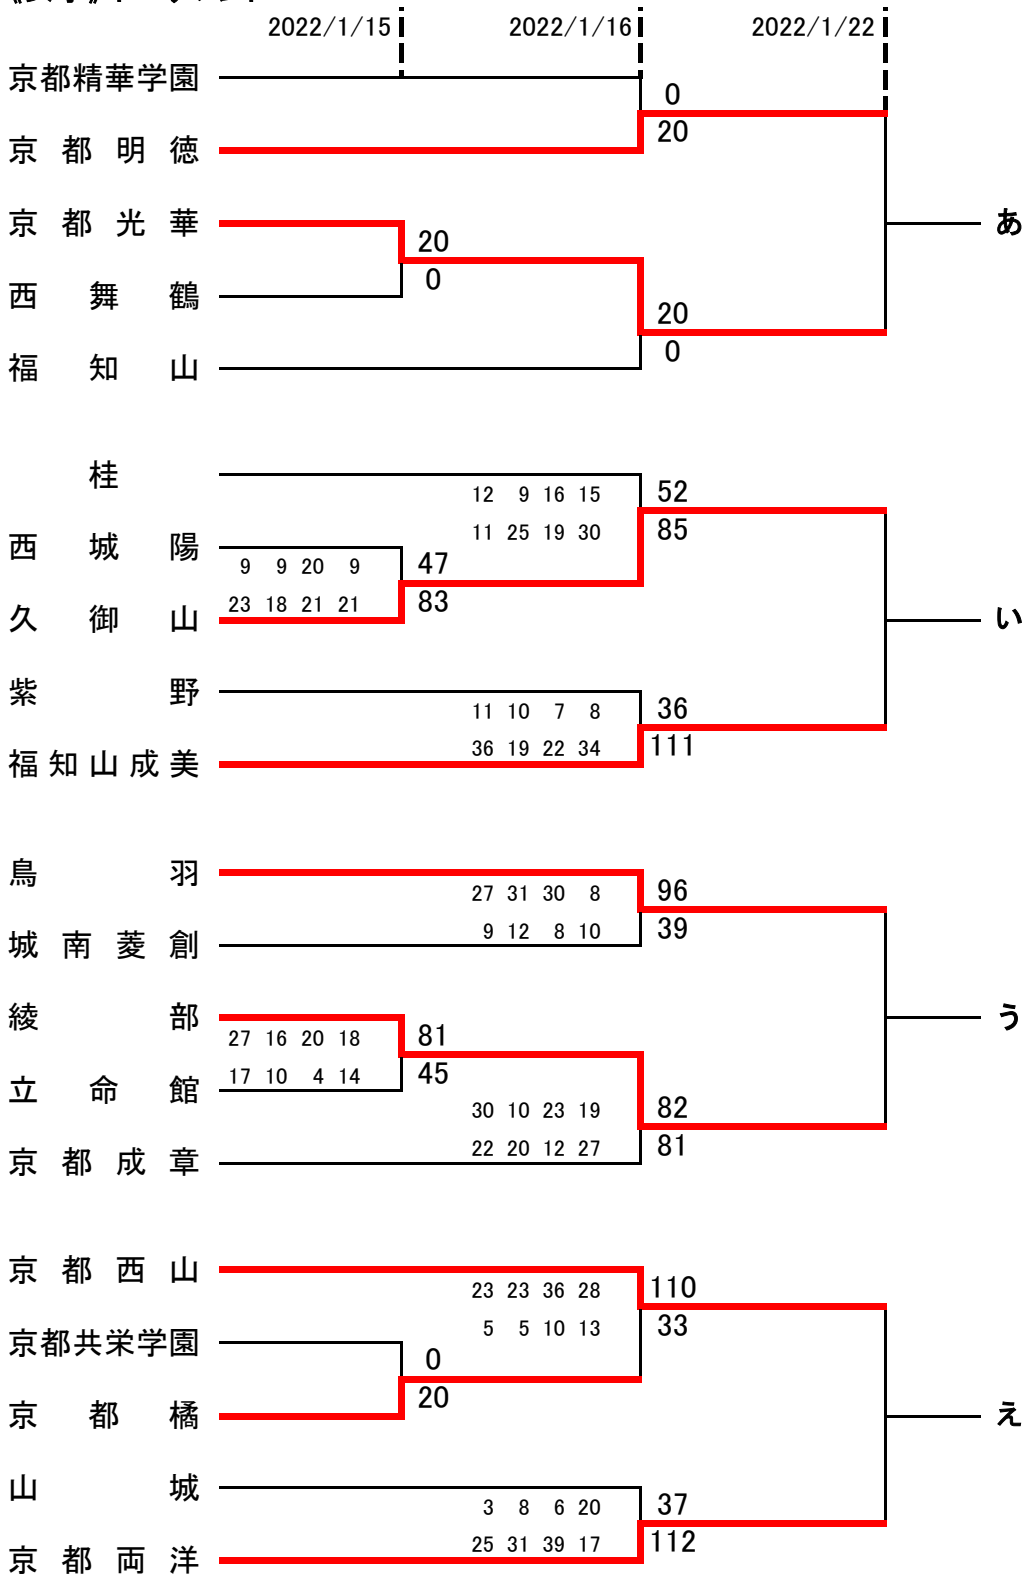 2022/1/15 2022/1/16 2022/1/22
京都精華学園
0
京都明徳
20
京都光華
あ
20
0
西舞鶴
20
0
福知山
桂
12 9 16 15 52
11 25 19 30 85
西城陽
9 9 20 9 47
23 18 21 21 83
久御山
い
紫野
11 10 7 8 36
36 19 22 34 111
福知山成美
鳥羽
27 31 30 8 96
9 12 8 10 39
城南菱創
綾部
う
27 16 20 18 81
17 10 4 14 45
立命館
30 10 23 19 82
22 20 12 27 81
京都成章
京都西山
23 23 36 28 110
5 5 10 13 33
京都共栄学園
0
20
京都橘
え
山城
3 8 6 20 37
25 31 39 17 112
京都両洋